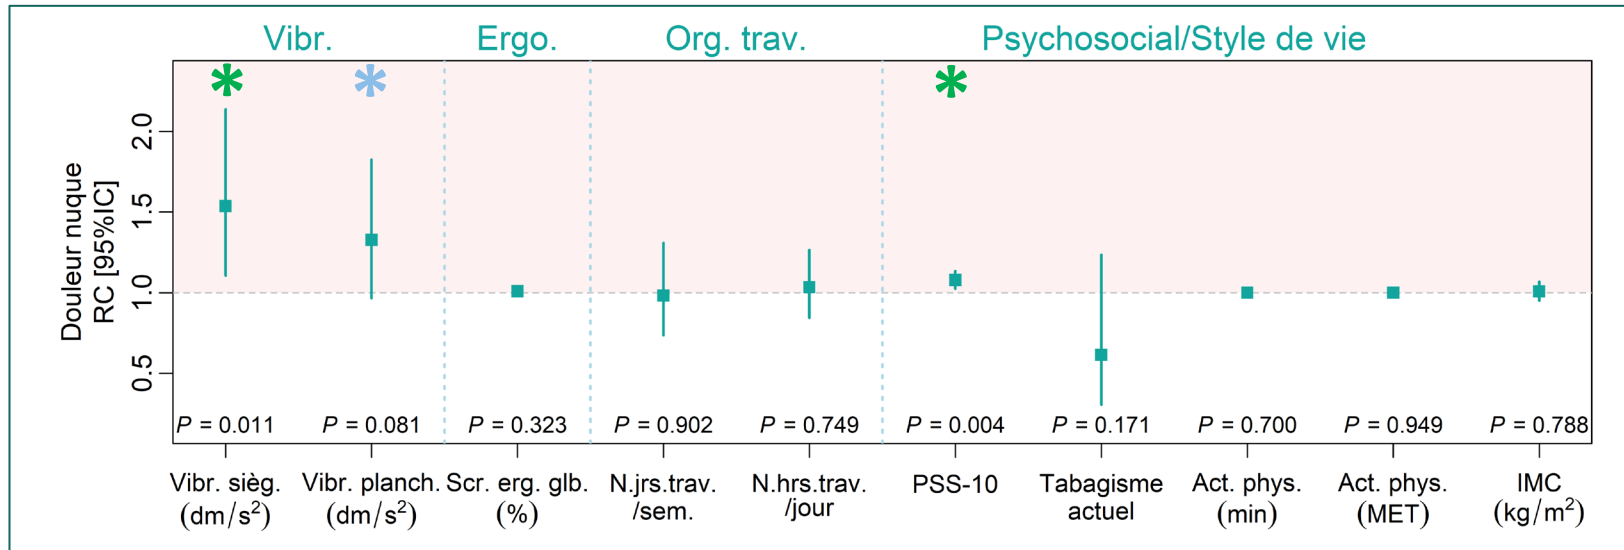 Vibr. Ergo. Org. trav. Psychosocial/Style de vie
* * *
Douleur nuque
RC [95%IC]
2.0
1.5
1.0
0.5
P = 0.011 P = 0.081 P = 0.323 P = 0.902 P = 0.749 P = 0.004 P = 0.171 P = 0.700 P = 0.949 P = 0.788
Vibr. sièg. Vibr. planch. Scr. erg. glb. N.jrs.trav. N.hrs.trav. PSS-10 Tabagisme Act. phys. Act. phys. IMC
(dm/s²) (dm/s²) (%) /sem. /jour actuel (min) (MET) (kg/m²)